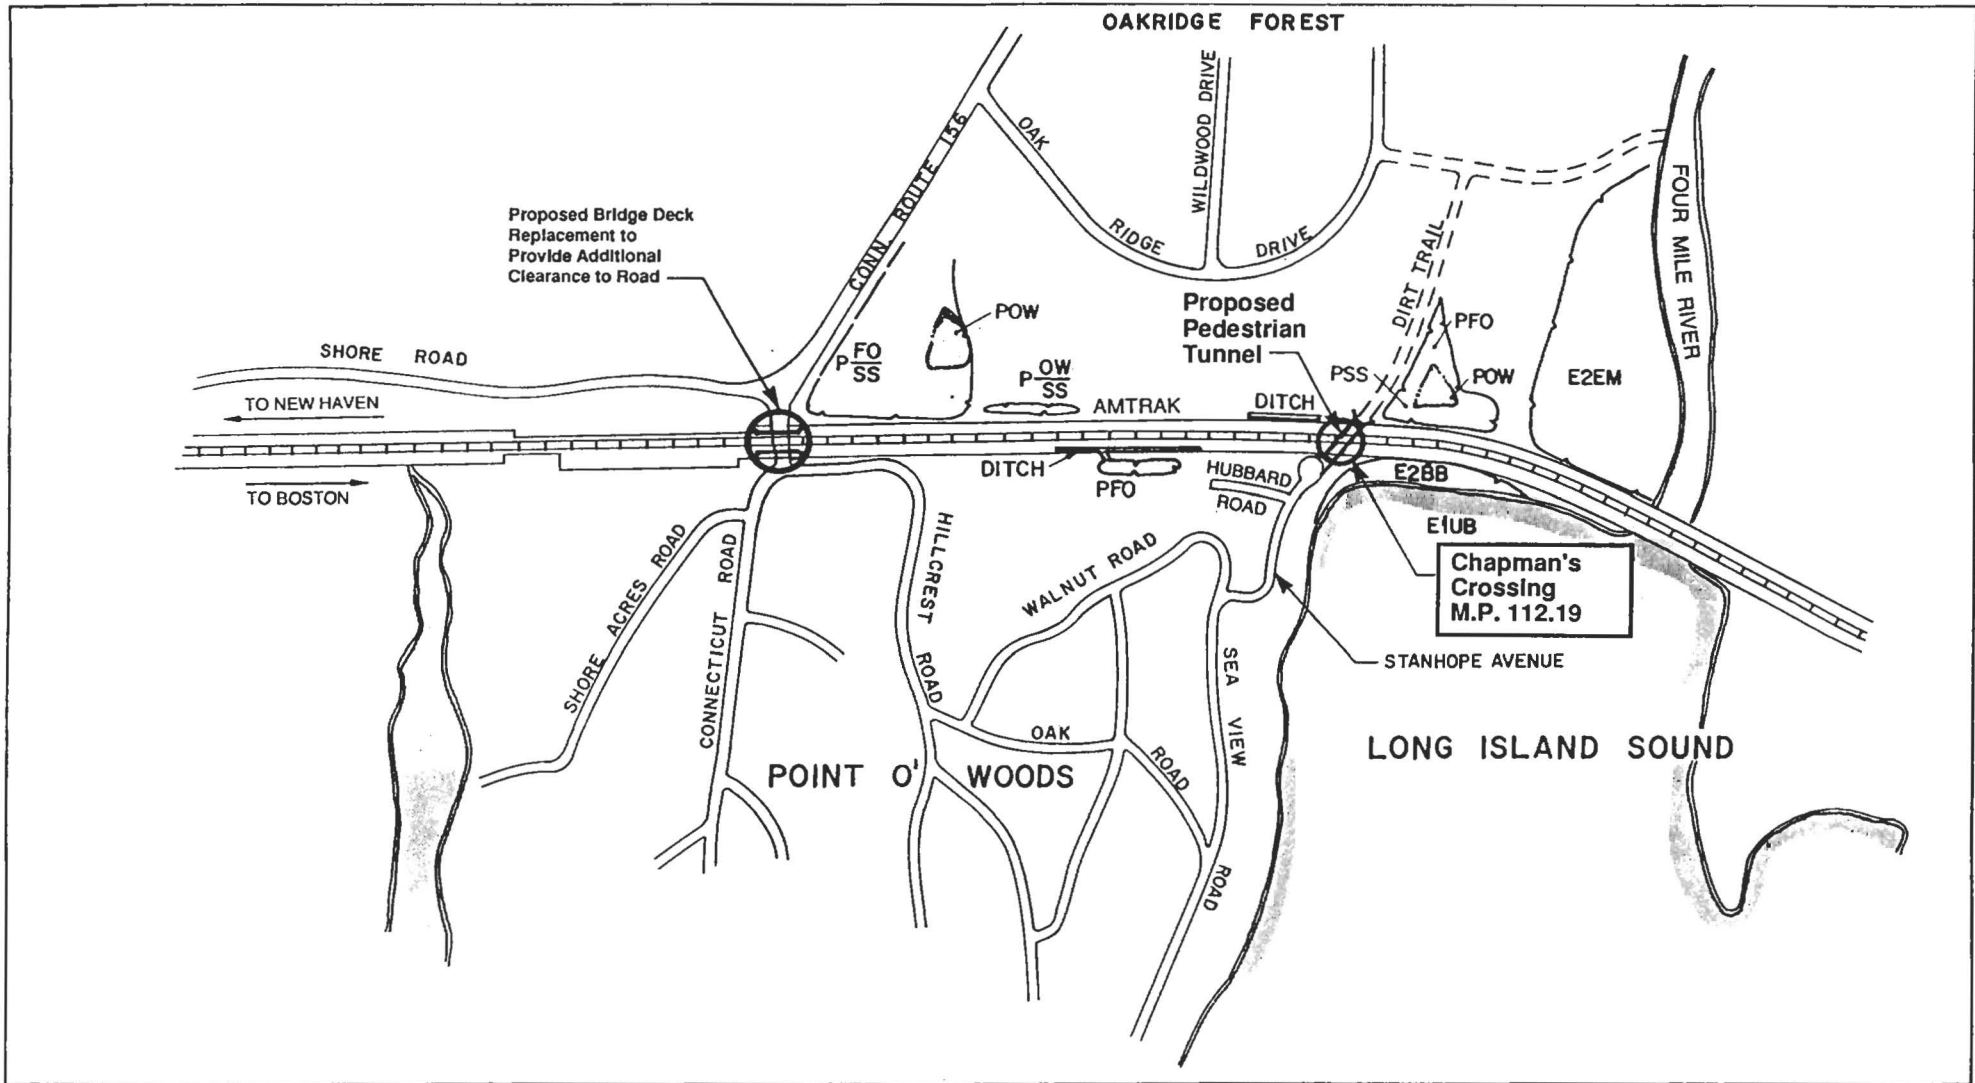 OAKRIDGE FOREST
CONN. ROUTE 156
OAK
RIDGE
DRIVE
WILDWOOD DRIVE
FOUR MILE RIVER
DIRT TRAIL
Proposed Bridge Deck
Replacement to
Provide Additional
Clearance to Road
Proposed
Pedestrian
Tunnel
POW
PFO
PSS
POW
E2EM
SHORE ROAD
P FO/SS
P OW/SS
AMTRAK
DITCH
TO NEW HAVEN
TO BOSTON
DITCH
PFO
HUBBARD
ROAD
E2BB
E1UB
Chapman's
Crossing
M.P. 112.19
STANHOPE AVENUE
SHORE ACRES ROAD
CONNECTICUT ROAD
HILLCREST
ROAD
WALNUT ROAD
SEA VIEW
ROAD
OAK
ROAD
POINT O' WOODS
LONG ISLAND SOUND